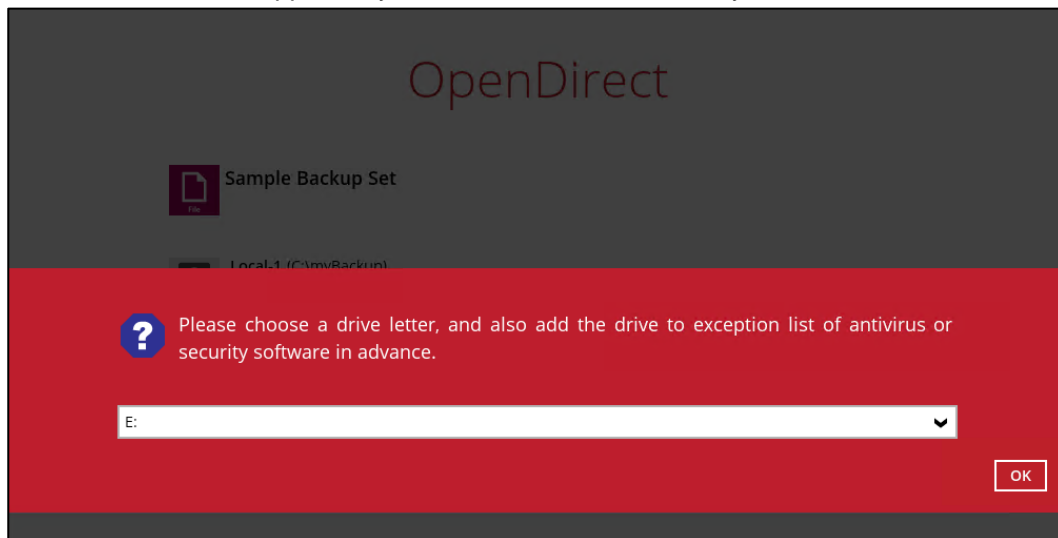 OpenDirect
Sample Backup Set
File
Local-1 (C:\myBackup)
Please choose a drive letter, and also add the drive to exception list of antivirus or
security software in advance.
E:
OK